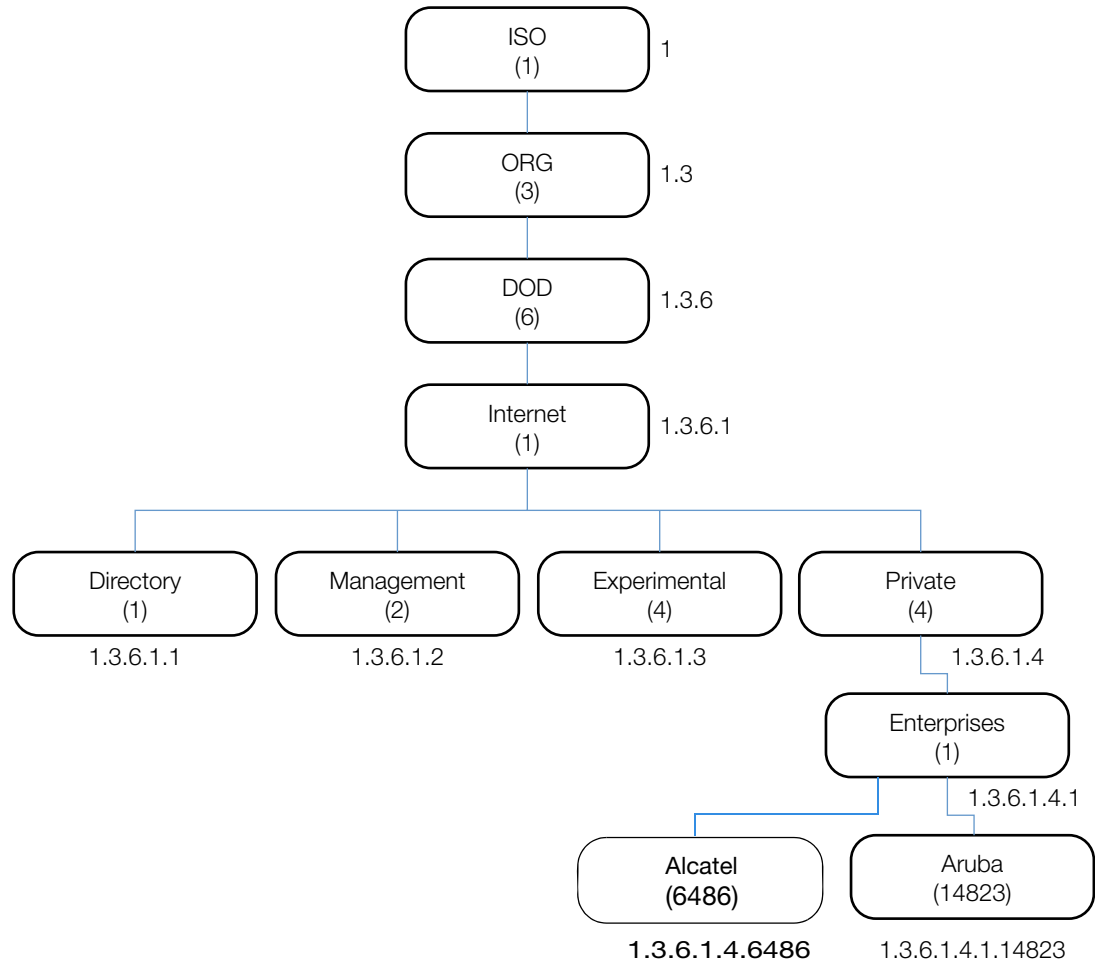 ISO
(1)
1
ORG
(3)
1.3
DOD
(6)
1.3.6
Internet
(1)
1.3.6.1
Directory
(1)
1.3.6.1.1
Management
(2)
1.3.6.1.2
Experimental
(4)
1.3.6.1.3
Private
(4)
1.3.6.1.4
Enterprises
(1)
1.3.6.1.4.1
Alcatel
(6486)
1.3.6.1.4.6486
Aruba
(14823)
1.3.6.1.4.1.14823